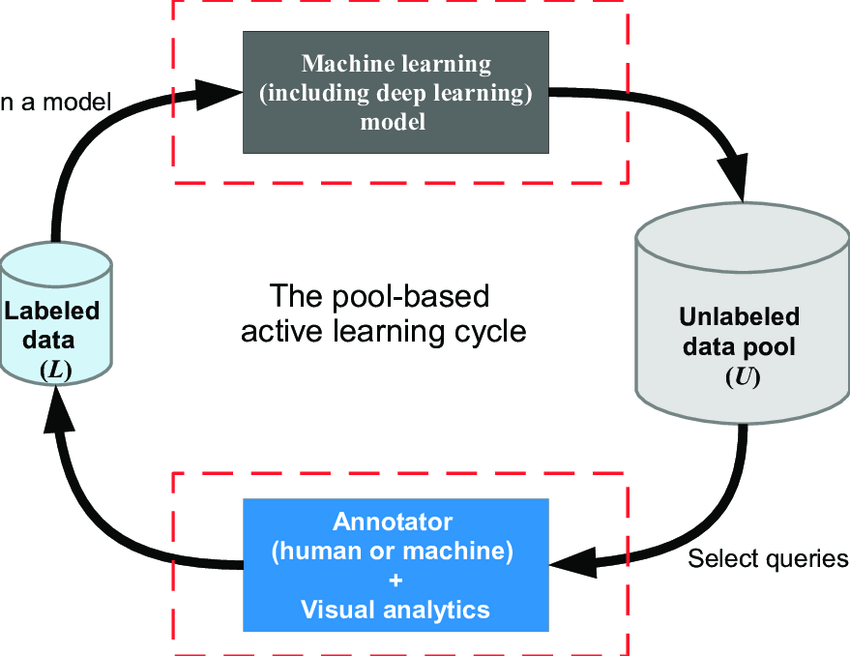 Machine learning
(including deep learning)
model
n a model
The pool-based
active learning cycle
Labeled
data
(L)
Unlabeled
data pool
(U)
Annotator
(human or machine)
+
Visual analytics
Select queries